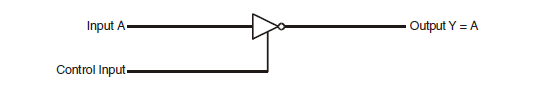 Input A
Output Y = A
Control Input